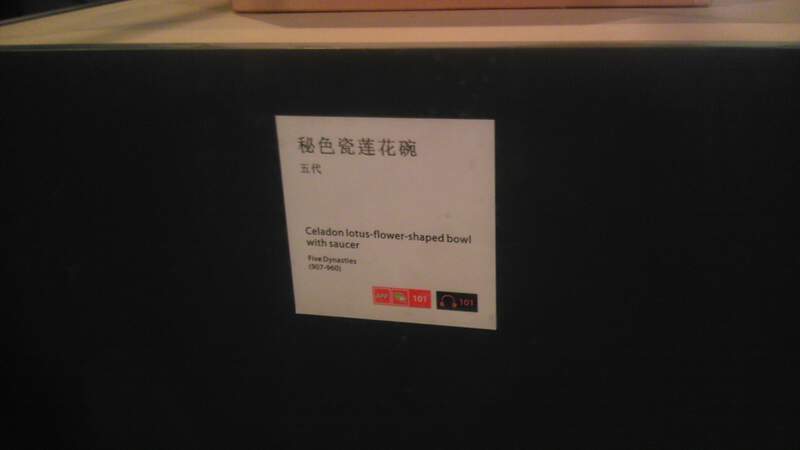 秘色瓷莲花碗
五代
Celadon lotus-flower-shaped bowl
with saucer
Five Dynasties
(907-960)
APP 101 101